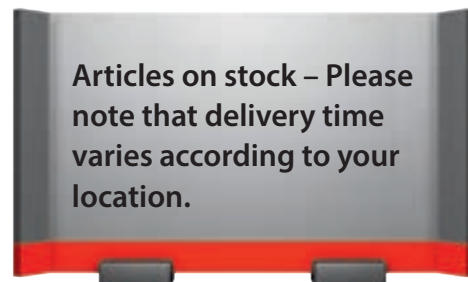 Articles on stock – Please
note that delivery time
varies according to your
location.